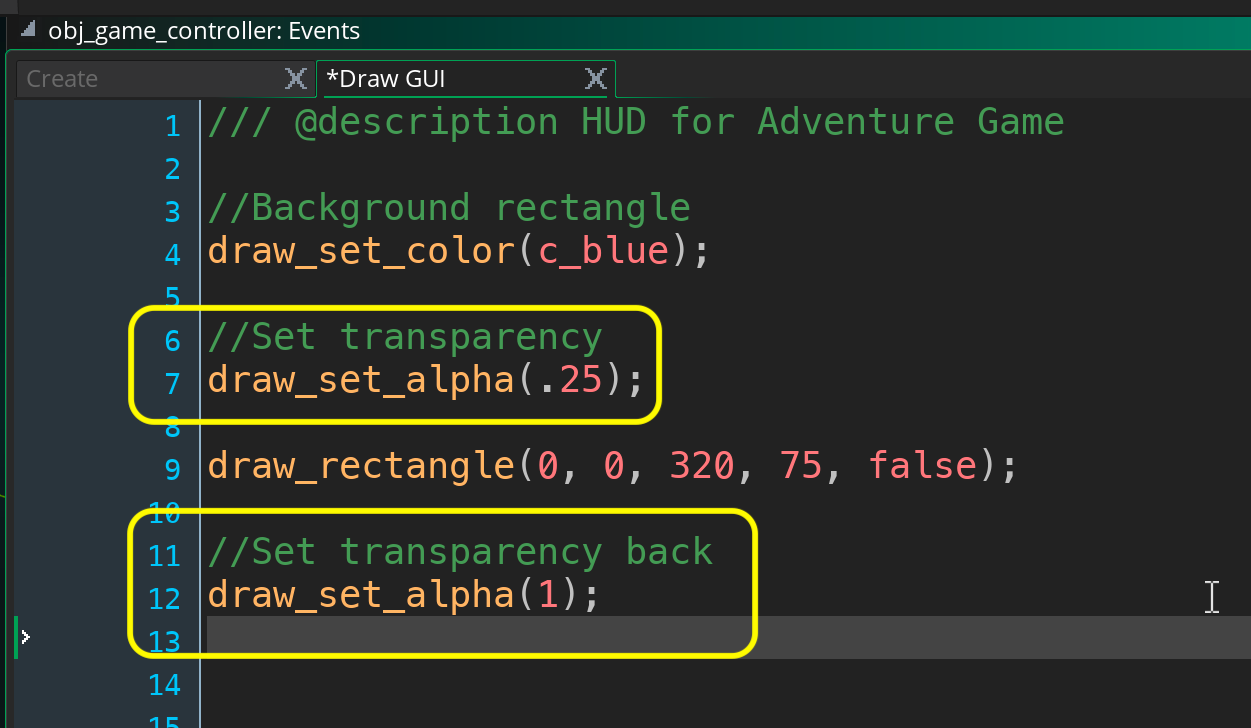 obj_game_controller: Events
Create
*Draw GUI
1 /// @description HUD for Adventure Game
2
3 //Background rectangle
4 draw_set_color(c_blue);
5
6 //Set transparency
7 draw_set_alpha(.25);
8
9 draw_rectangle(0, 0, 320, 75, false);
10
11 //Set transparency back
12 draw_set_alpha(1);
13
14
15